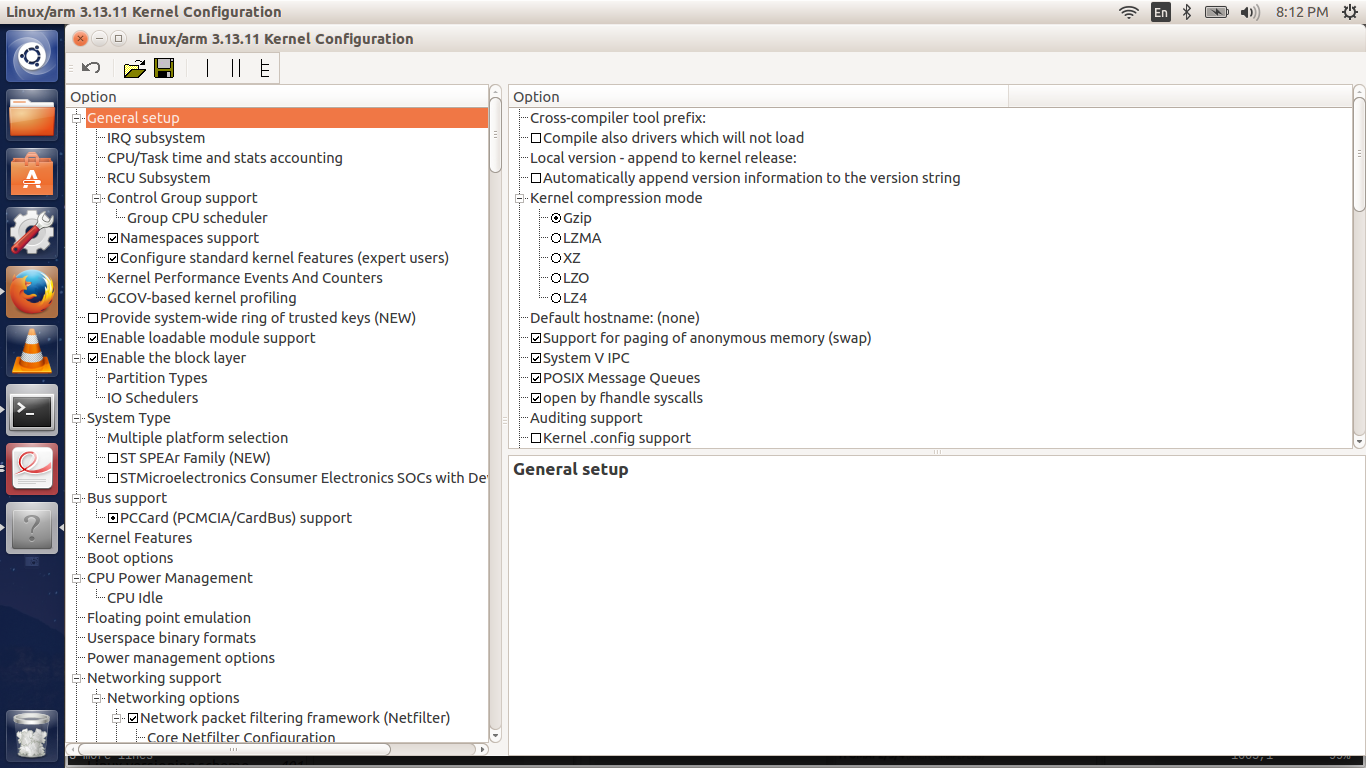 Linux/arm 3.13.11 Kernel Configuration
En
8:12 PM
Linux/arm 3.13.11 Kernel Configuration
Option
General setup
IRQ subsystem
CPU/Task time and stats accounting
RCU Subsystem
Control Group support
Group CPU scheduler
Namespaces support
Configure standard kernel features (expert users)
Kernel Performance Events And Counters
GCOV-based kernel profiling
Provide system-wide ring of trusted keys (NEW)
Enable loadable module support
Enable the block layer
Partition Types
IO Schedulers
System Type
Multiple platform selection
ST SPEAr Family (NEW)
STMicroelectronics Consumer Electronics SOCs with De
Bus support
PCCard (PCMCIA/CardBus) support
Kernel Features
Boot options
CPU Power Management
CPU Idle
Floating point emulation
Userspace binary formats
Power management options
Networking support
Networking options
Network packet filtering framework (Netfilter)
Core Netfilter Configuration
Option
Cross-compiler tool prefix:
Compile also drivers which will not load
Local version - append to kernel release:
Automatically append version information to the version string
Kernel compression mode
Gzip
LZMA
XZ
LZO
LZ4
Default hostname: (none)
Support for paging of anonymous memory (swap)
System V IPC
POSIX Message Queues
open by fhandle syscalls
Auditing support
Kernel .config support
General setup
more lines